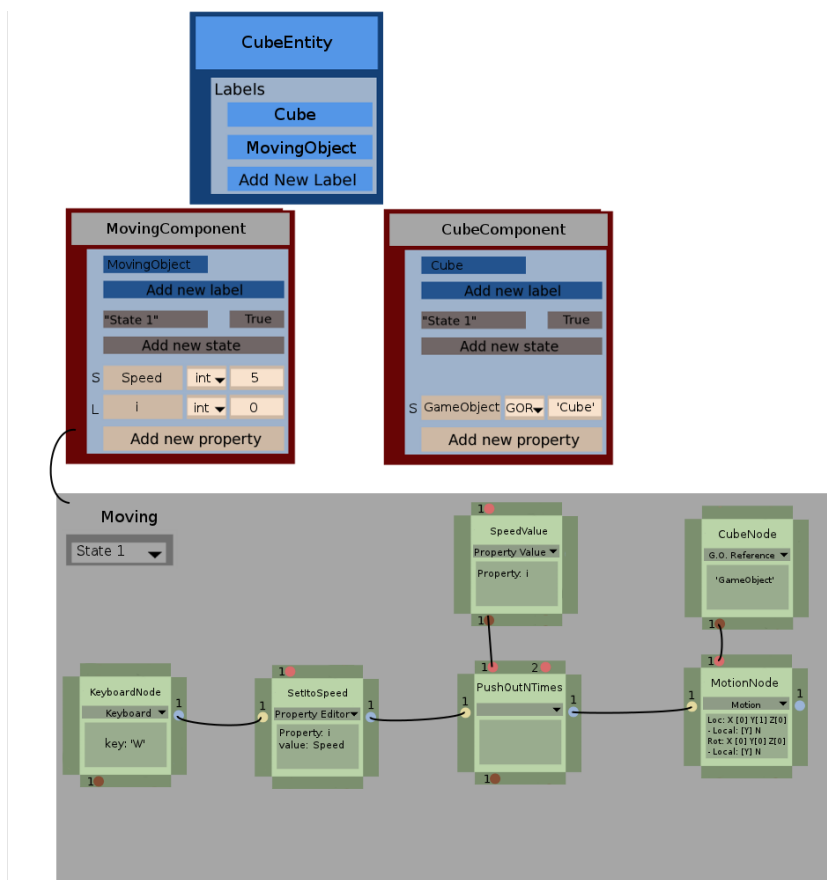 CubeEntity
Labels
Cube
MovingObject
Add New Label
MovingComponent
MovingObject
Add new label
"State 1" True
Add new state
S Speed int 5
L i int 0
Add new property
CubeComponent
Cube
Add new label
"State 1" True
Add new state
S GameObject GOR 'Cube'
Add new property
Moving
State 1
1
SpeedValue
Property Value
Property: i
1
1
CubeNode
G.O. Reference
'GameObject'
1
KeyboardNode
Keyboard
1
key: 'W'
1
1
SetItoSpeed
1
Property Editor
1
Property: i
value: Speed
1 2
PushOutNTimes
1
1
1
1
MotionNode
1
Motion
1
Loc: X [0] Y[1] Z[0]
- Local: [Y] N
Rot: X [0] Y[0] Z[0]
- Local: [Y] N